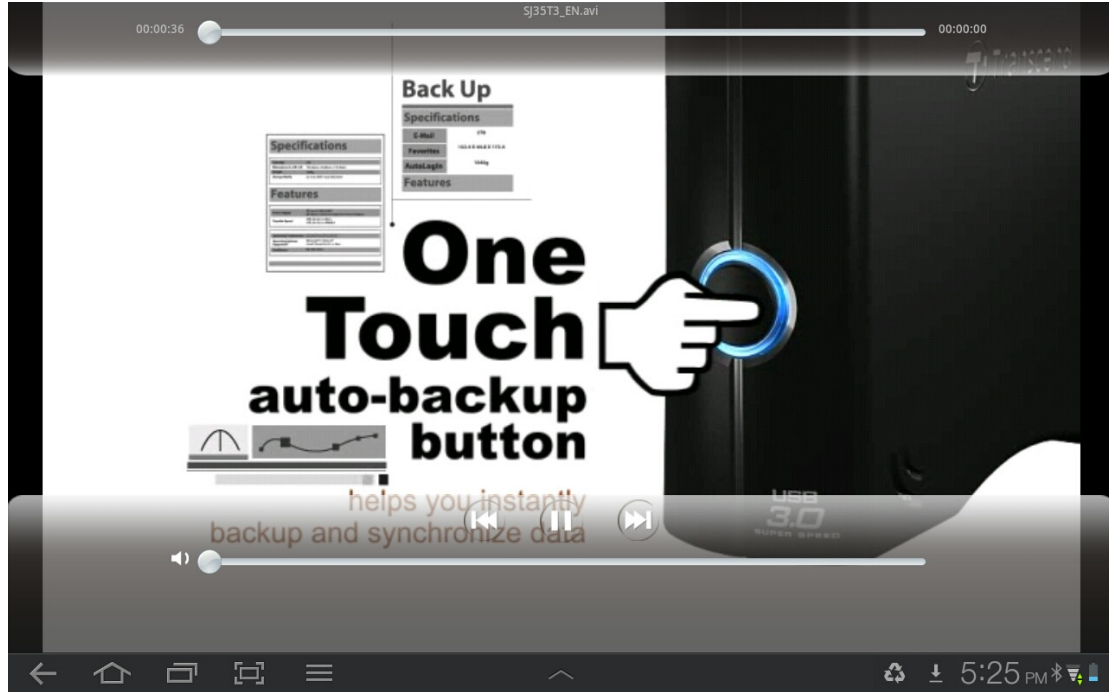 SJ35T3_EN.avi
00:00:36
00:00:00
Transcend
Back Up
Specifications
E-Mail
Favorites
AutoLogin
Features
Specifications
Features
One
Touch
auto-backup
button
helps you instantly
backup and synchronize data
USB
3.0
SUPER SPEED
5:25 PM